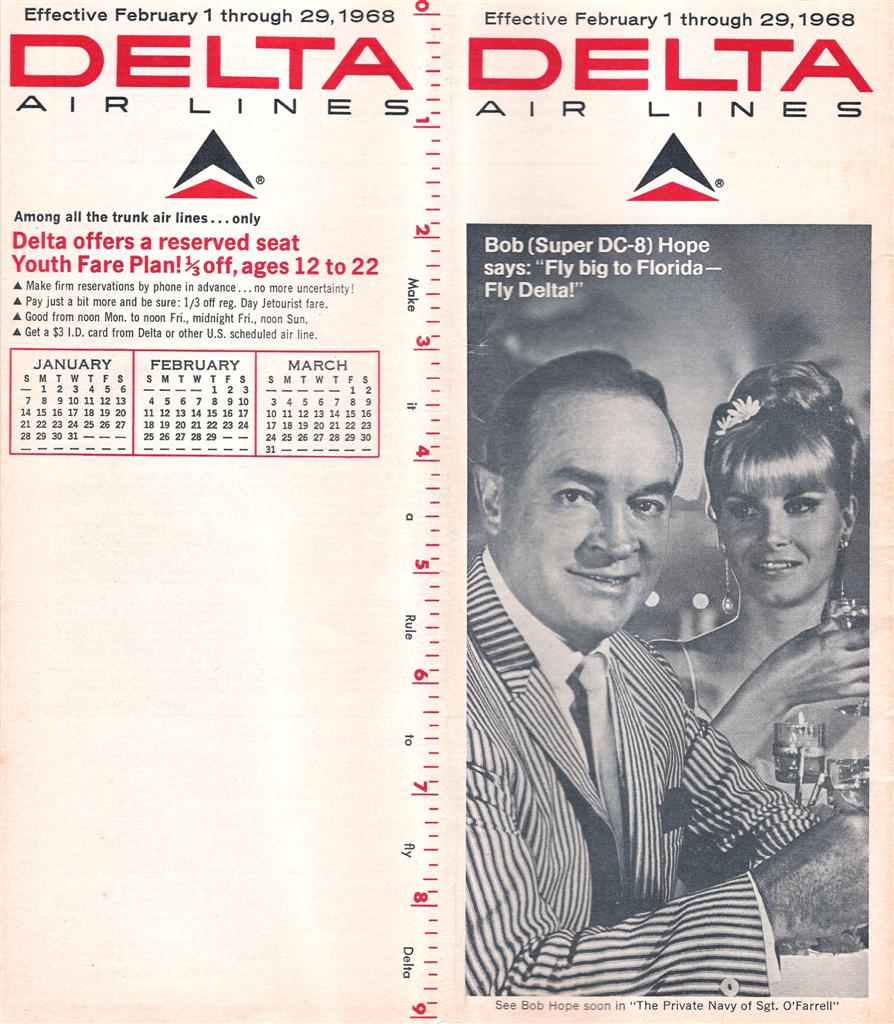 Effective February 1 through 29, 1968
DELTA
AIR LINES
®
Among all the trunk air lines...only
Delta offers a reserved seat
Youth Fare Plan! ⅓ off, ages 12 to 22
▲ Make firm reservations by phone in advance...no more uncertainty!
▲ Pay just a bit more and be sure: 1/3 off reg. Day Jetourist fare.
▲ Good from noon Mon. to noon Fri., midnight Fri., noon Sun.
▲ Get a $3 I.D. card from Delta or other U.S. scheduled air line.
JANUARY
S M T W T F S
— 1 2 3 4 5 6
7 8 9 10 11 12 13
14 15 16 17 18 19 20
21 22 23 24 25 26 27
28 29 30 31 — — —
— — — — — — —
FEBRUARY
S M T W T F S
— — — — 1 2 3
4 5 6 7 8 9 10
11 12 13 14 15 16 17
18 19 20 21 22 23 24
25 26 27 28 29 — —
— — — — — — —
MARCH
S M T W T F S
— — — — — 1 2
3 4 5 6 7 8 9
10 11 12 13 14 15 16
17 18 19 20 21 22 23
24 25 26 27 28 29 30
31 — — — — — —
0 1 2 3 4 5 6 7 8 9
Make it a Rule to fly Delta
Effective February 1 through 29, 1968
DELTA
AIR LINES
®
Bob (Super DC-8) Hope
says: "Fly big to Florida—
Fly Delta!"
See Bob Hope soon in "The Private Navy of Sgt. O'Farrell"